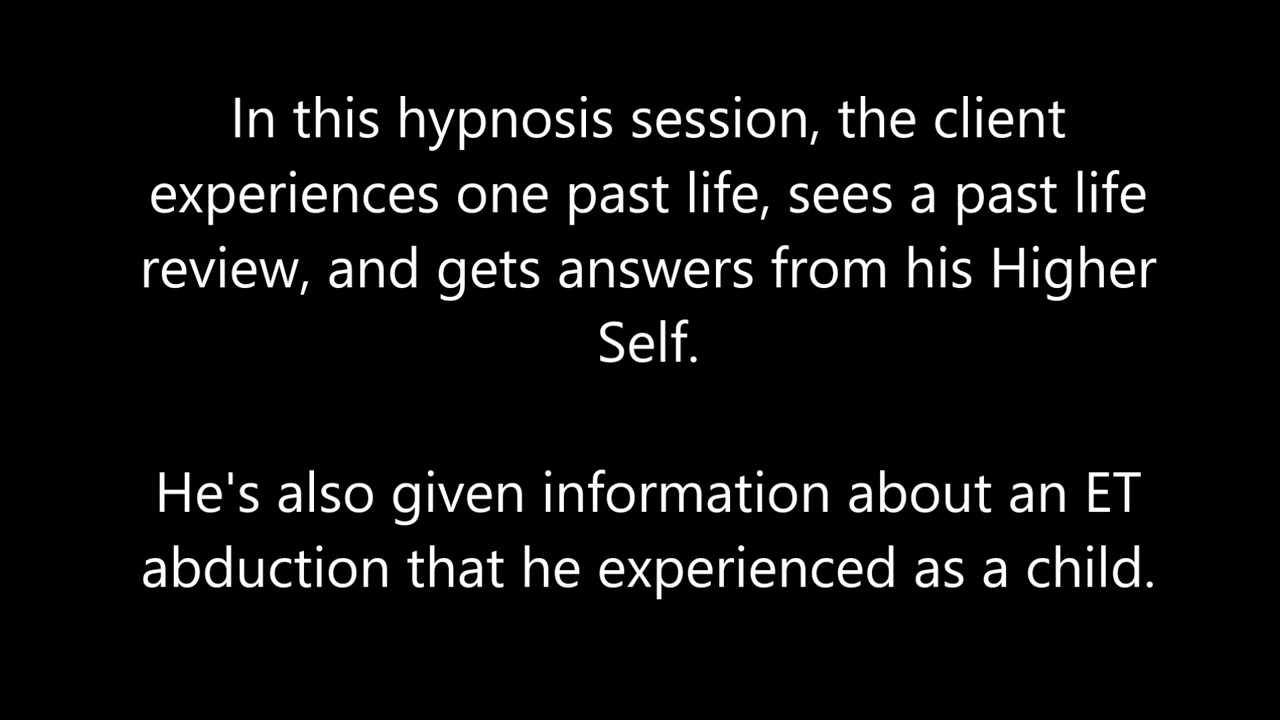 In this hypnosis session, the client
experiences one past life, sees a past life
review, and gets answers from his Higher
Self.
He's also given information about an ET
abduction that he experienced as a child.